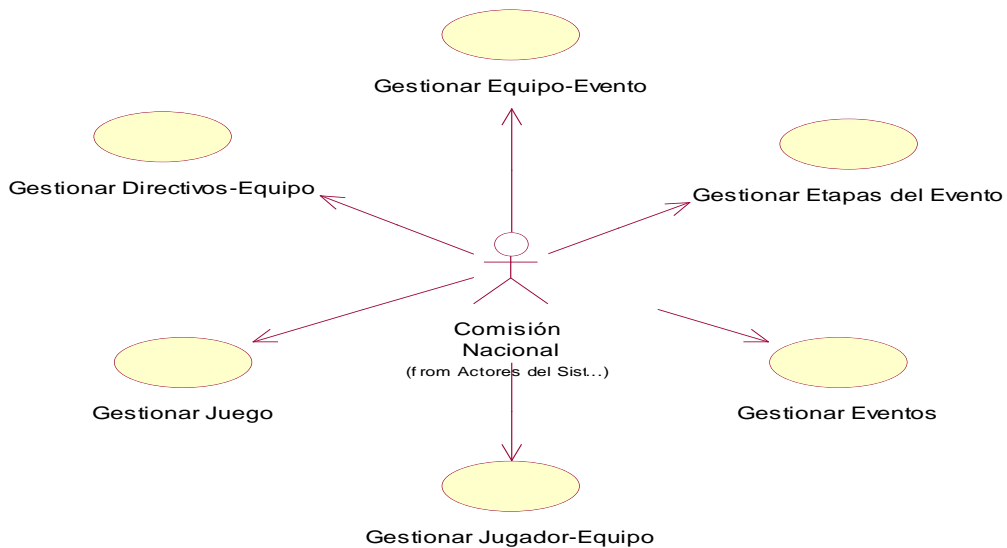 Gestionar Equipo-Evento
Gestionar Directivos-Equipo
Gestionar Etapas del Evento
Comisión
Nacional
(from Actores del Sist...)
Gestionar Juego
Gestionar Eventos
Gestionar Jugador-Equipo